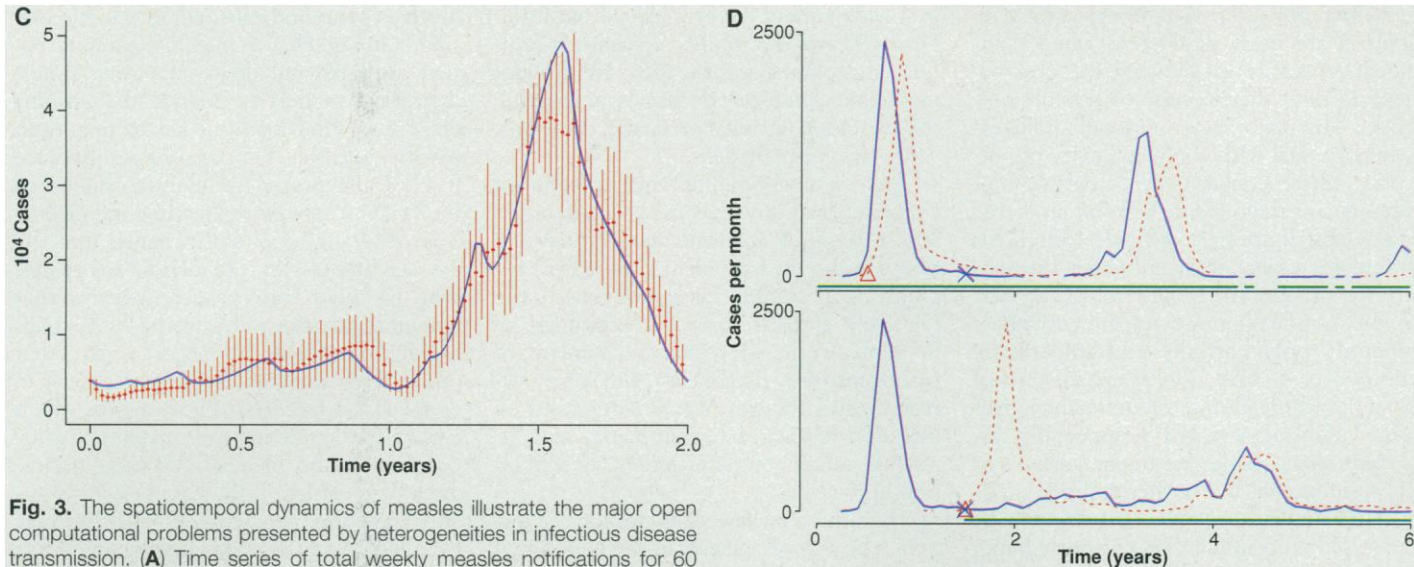 C
5
4
3
2
1
0
10⁴ Cases
0.0 0.5 1.0 1.5 2.0
Time (years)
D
2500
0
Cases per month
2500
0
0 2 4 6
Time (years)
Fig. 3. The spatiotemporal dynamics of measles illustrate the major open
computational problems presented by heterogeneities in infectious disease
transmission. (A) Time series of total weekly measles notifications for 60